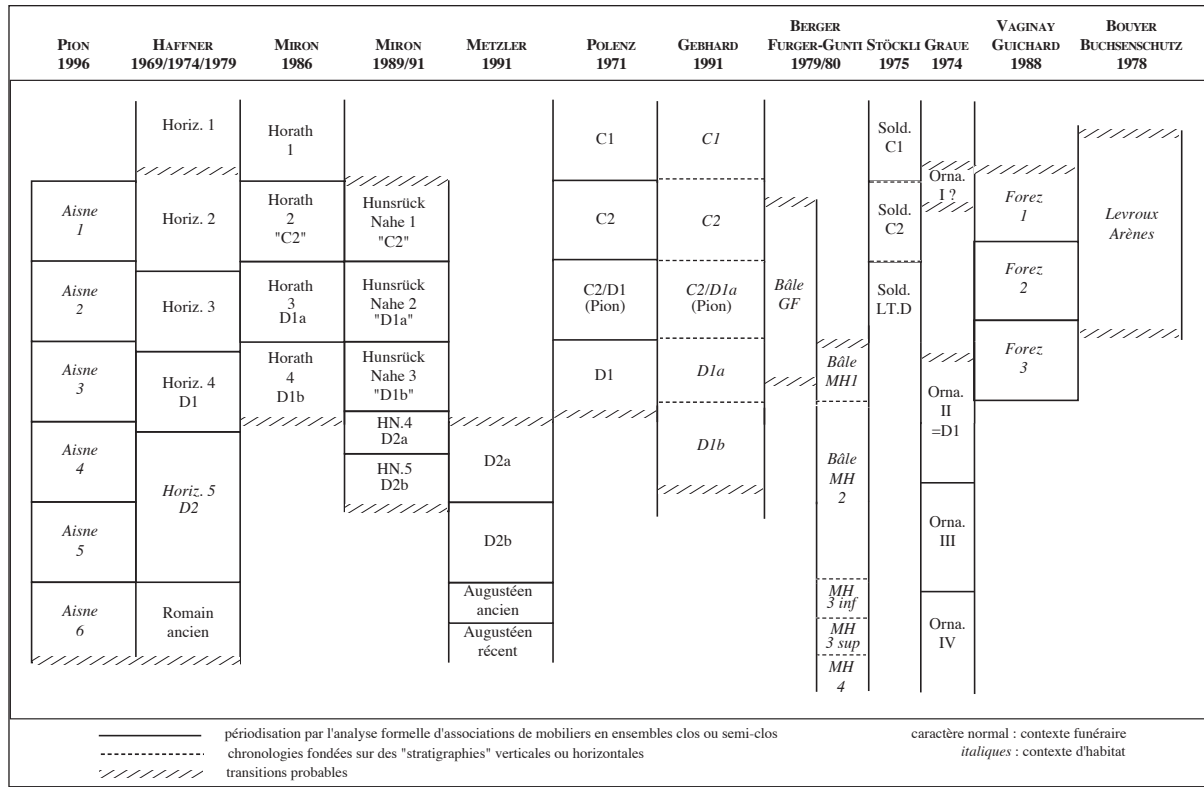 PION
1996
HAFFNER
1969/1974/1979
MIRON
1986
MIRON
1989/91
METZLER
1991
POLENZ
1971
GEBHARD
1991
BERGER
FURGER-GUNTI
1979/80
STÖCKLI
1975
GRAUE
1974
VAGINAY
GUICHARD
1988
BOUYER
BUCHSENSCHUTZ
1978
Aisne
1
Aisne
2
Aisne
3
Aisne
4
Aisne
5
Aisne
6
Horiz. 1
Horiz. 2
Horiz. 3
Horiz. 4
D1
Horiz. 5
D2
Romain
ancien
Horath
1
Horath
2
"C2"
Horath
3
D1a
Horath
4
D1b
Hunsrück
Nahe 1
"C2"
Hunsrück
Nahe 2
"D1a"
Hunsrück
Nahe 3
"D1b"
HN.4
D2a
HN.5
D2b
D2a
D2b
Augustéen
ancien
Augustéen
récent
C1
C2
C2/D1
(Pion)
D1
C1
C2
C2/D1a
(Pion)
D1a
D1b
Bâle
GF
Bâle
MH1
Bâle
MH
2
MH
3 inf
MH
3 sup
MH
4
Sold.
C1
Sold.
C2
Sold.
LT.D
Orna.
I ?
Orna.
II
=D1
Orna.
III
Orna.
IV
Forez
1
Forez
2
Forez
3
Levroux
Arènes
périodisation par l'analyse formelle d'associations de mobiliers en ensembles clos ou semi-clos
chronologies fondées sur des "stratigraphies" verticales ou horizontales
transitions probables
caractère normal : contexte funéraire
italiques : contexte d'habitat